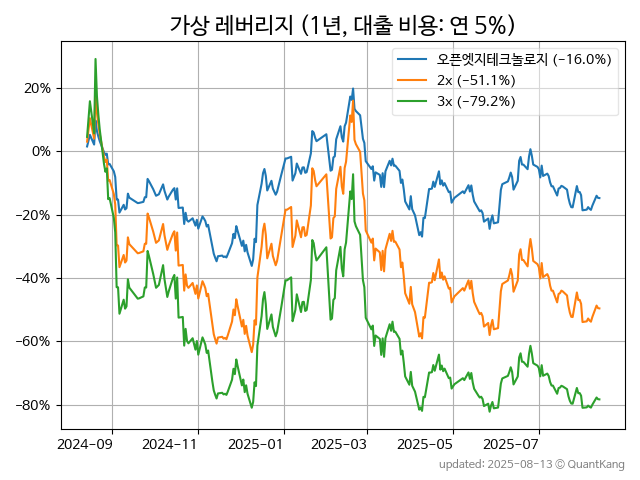 가상 레버리지 (1년, 대출 비용: 연 5%)
오픈엣지테크놀로지 (−16.0%)
2x (−51.1%)
3x (−79.2%)
20%
0%
−20%
−40%
−60%
−80%
2024-09
2024-11
2025-01
2025-03
2025-05
2025-07
updated: 2025-08-13 © QuantKang